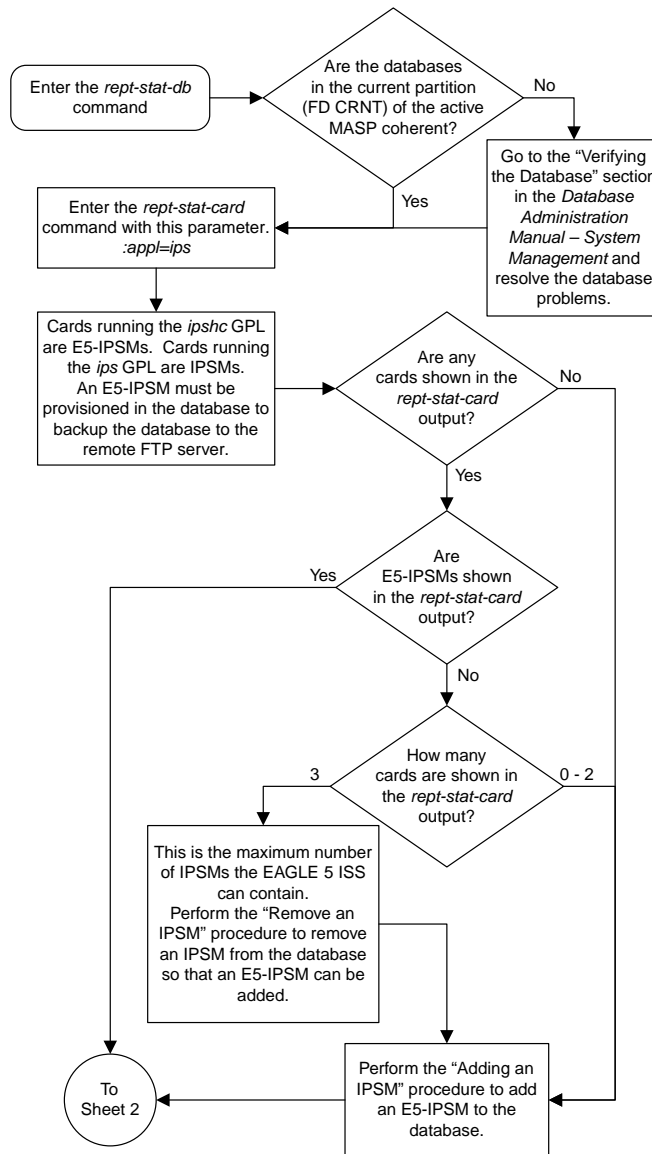 Enter the rept-stat-db
command
Are the databases
in the current partition
(FD CRNT) of the active
MASP coherent?
No
Yes
Go to the “Verifying
the Database” section
in the Database
Administration
Manual – System
Management and
resolve the database
problems.
Enter the rept-stat-card
command with this parameter.
:appl=ips
Cards running the ipshc GPL
are E5-IPSMs. Cards running
the ips GPL are IPSMs.
An E5-IPSM must be
provisioned in the database to
backup the database to the
remote FTP server.
Are any
cards shown in the
rept-stat-card
output?
No
Yes
Are
E5-IPSMs shown
in the rept-stat-card
output?
Yes
No
How many
cards are shown in
the rept-stat-card
output?
3
0 - 2
This is the maximum number
of IPSMs the EAGLE 5 ISS
can contain.
Perform the “Remove an
IPSM” procedure to remove
an IPSM from the database
so that an E5-IPSM can be
added.
Perform the “Adding an
IPSM” procedure to add
an E5-IPSM to the
database.
To
Sheet 2